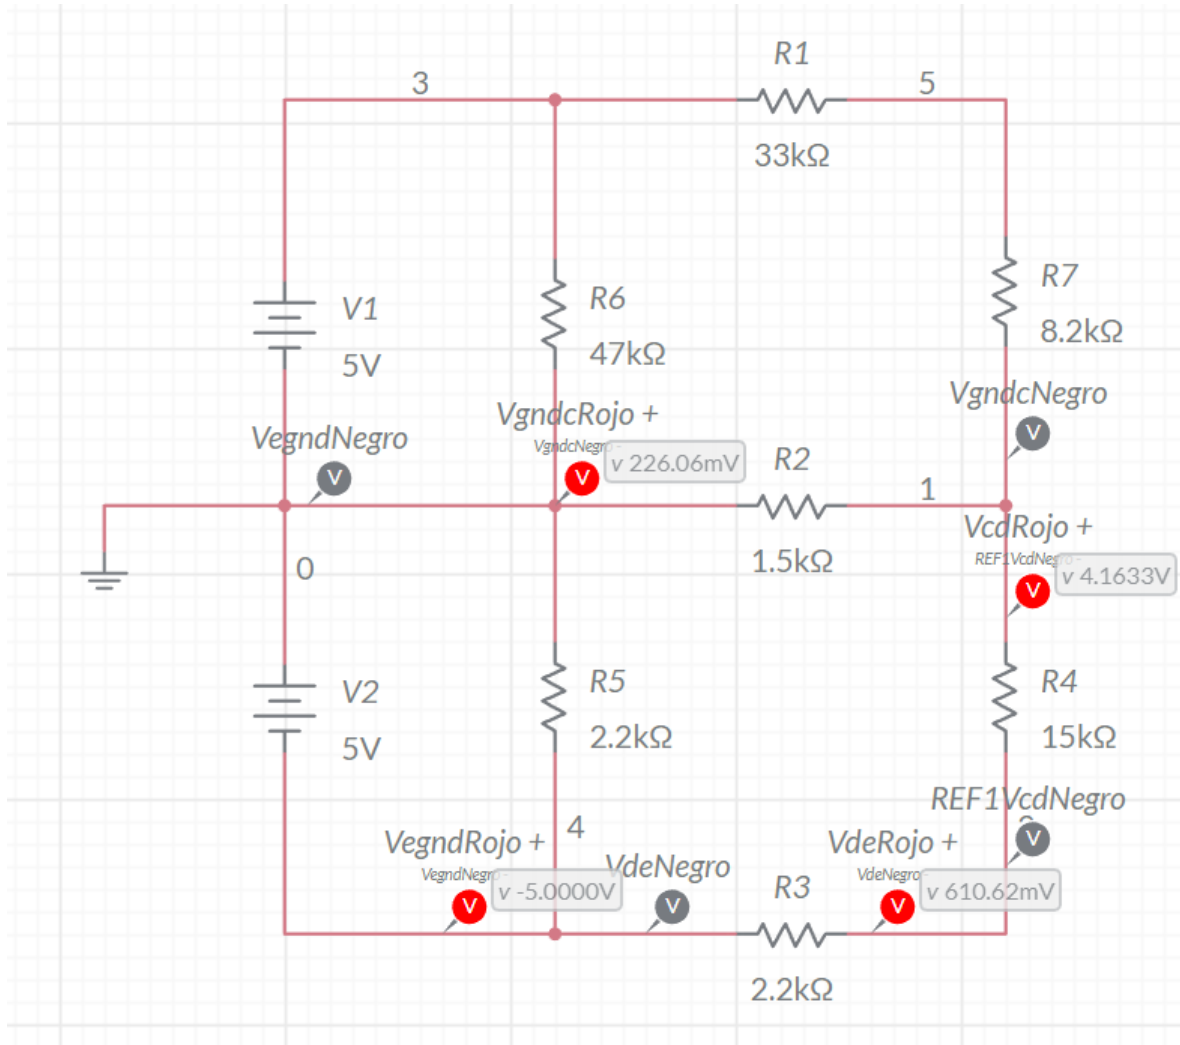 R1
3
5
33kΩ
V1
5V
R6
47kΩ
R7
8.2kΩ
VgndcNegro
VgndcRojo +
VegndNegro
V
v 226.06mV
V
V
R2
1
1.5kΩ
VcdRojo +
v 4.1633V
V
0
V2
5V
R5
2.2kΩ
R4
15kΩ
REF1VcdNegro
V
4
VegndRojo +
VdeNegro
VdeRojo +
VdeNegro -
v -5.0000V
v 610.62mV
V
V
V
R3
2.2kΩ